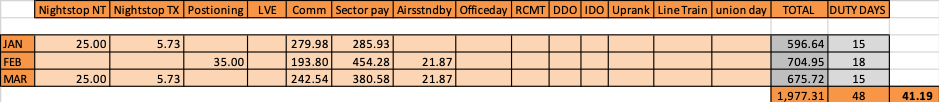 Nightstop NT Nightstop TX Postioning LVE Comm Sector pay Airsstndby Officeday RCMT DDO IDO Uprank Line Train union day TOTAL DUTY DAYS
JAN 25.00 5.73 279.98 285.93 596.64 15
FEB 35.00 193.80 454.28 21.87 704.95 18
MAR 25.00 5.73 242.54 380.58 21.87 675.72 15
1,977.31 48 41.19